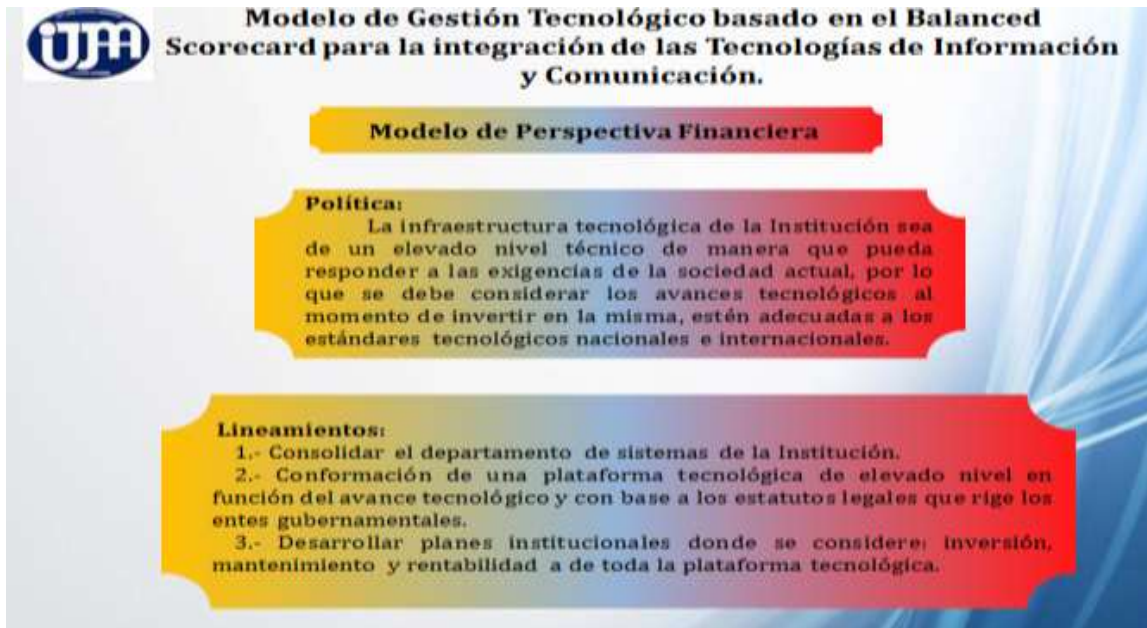 Modelo de Gestión Tecnológico basado en el Balanced
Scorecard para la integración de las Tecnologías de Información
y Comunicación.
Modelo de Perspectiva Financiera
Política:
La infraestructura tecnológica de la Institución sea
de un elevado nivel técnico de manera que pueda
responder a las exigencias de la sociedad actual, por lo
que se debe considerar los avances tecnológicos al
momento de invertir en la misma, estén adecuadas a los
estándares tecnológicos nacionales e internacionales.
Lineamientos:
1.- Consolidar el departamento de sistemas de la Institución.
2.- Conformación de una plataforma tecnológica de elevado nivel en
función del avance tecnológico y con base a los estatutos legales que rige los
entes gubernamentales.
3.- Desarrollar planes institucionales donde se considere: inversión,
mantenimiento y rentabilidad a de toda la plataforma tecnológica.